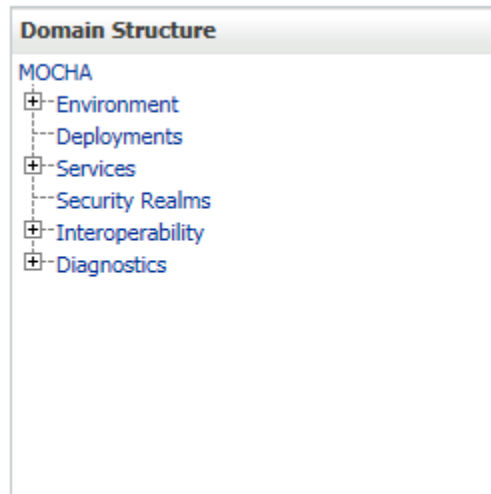 Domain Structure
MOCHA
Environment
Deployments
Services
Security Realms
Interoperability
Diagnostics